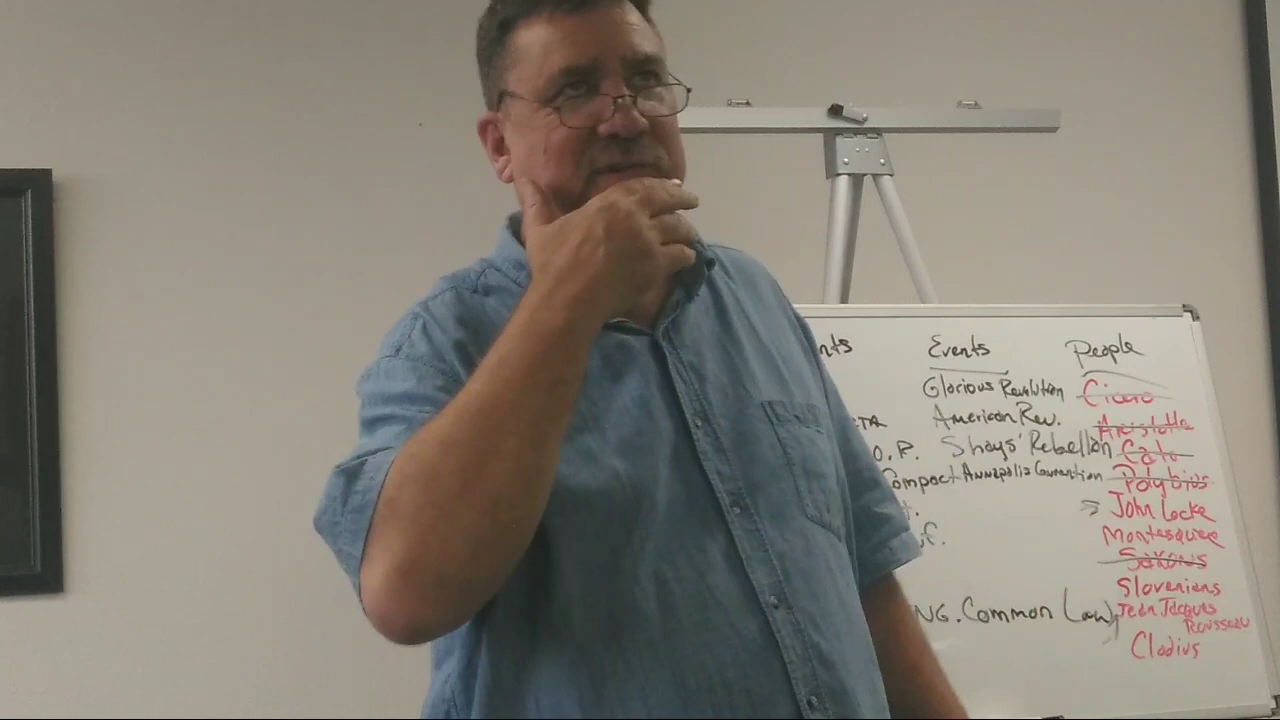 nts Events People
Glorious Revolution Cicero
American Rev. Aristotle
O.P. Shays' Rebellion Cato
Compact Annapolis Convention Polybius
John Locke
Montesquiee
Saxons
Slovenians
NG. Common Law Jean Jacques
Rousseau
Clodius